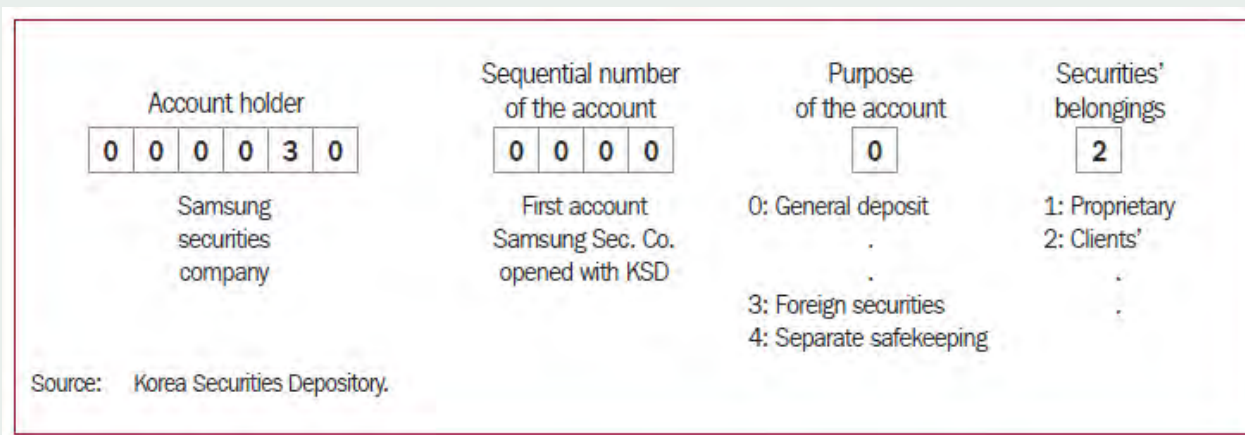 Account holder
0 0 0 0 3 0
Samsung
securities
company
Sequential number
of the account
0 0 0 0
First account
Samsung Sec. Co.
opened with KSD
Purpose
of the account
0
0: General deposit
.
.
3: Foreign securities
4: Separate safekeeping
Securities’
belongings
2
1: Proprietary
2: Clients’
.
.
Source: Korea Securities Depository.